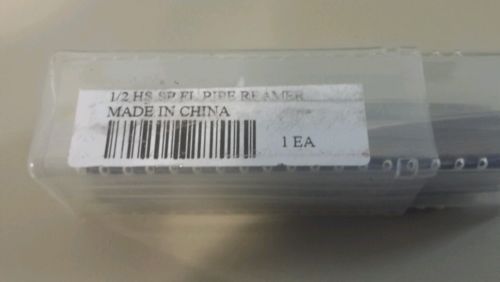 1/2 HS SP FL PIPE REAMER
MADE IN CHINA
1 EA